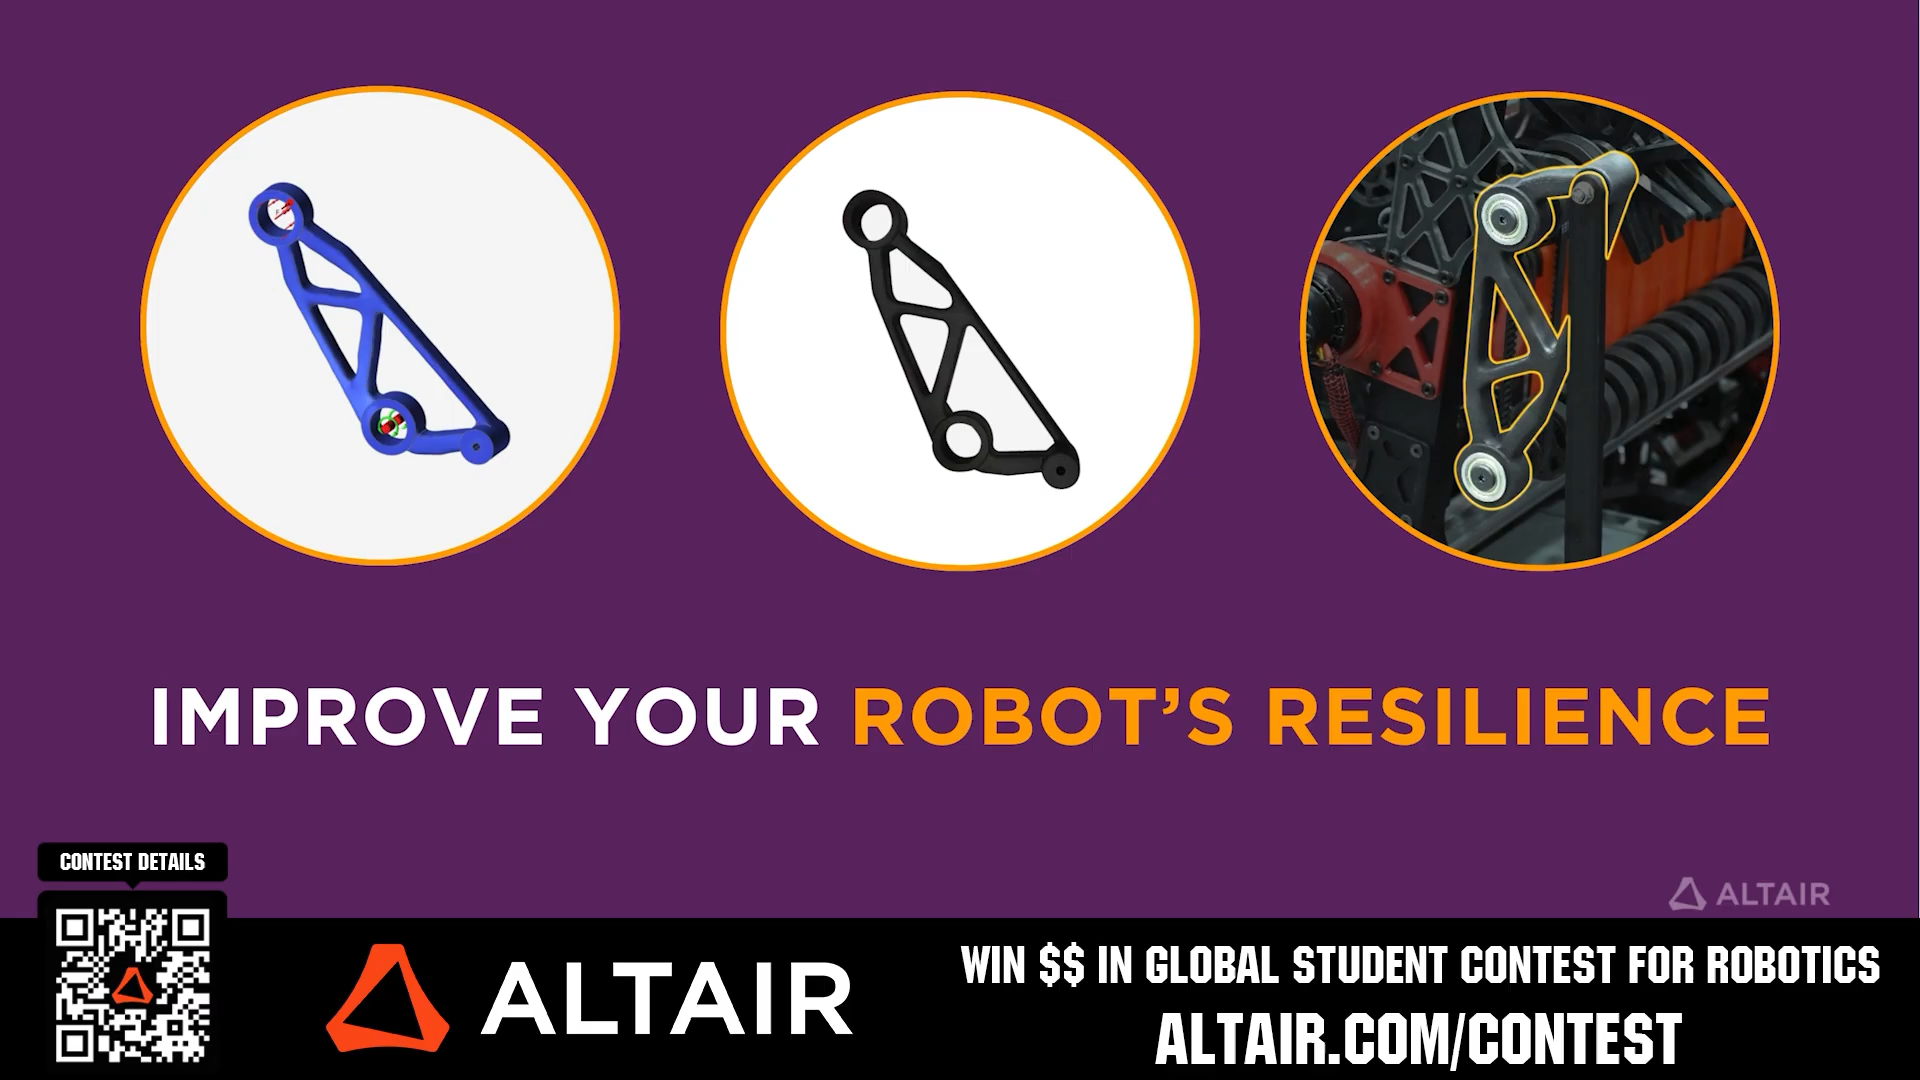 IMPROVE YOUR ROBOT'S RESILIENCE
CONTEST DETAILS
ALTAIR
ALTAIR
WIN $$ IN GLOBAL STUDENT CONTEST FOR ROBOTICS
ALTAIR.COM/CONTEST